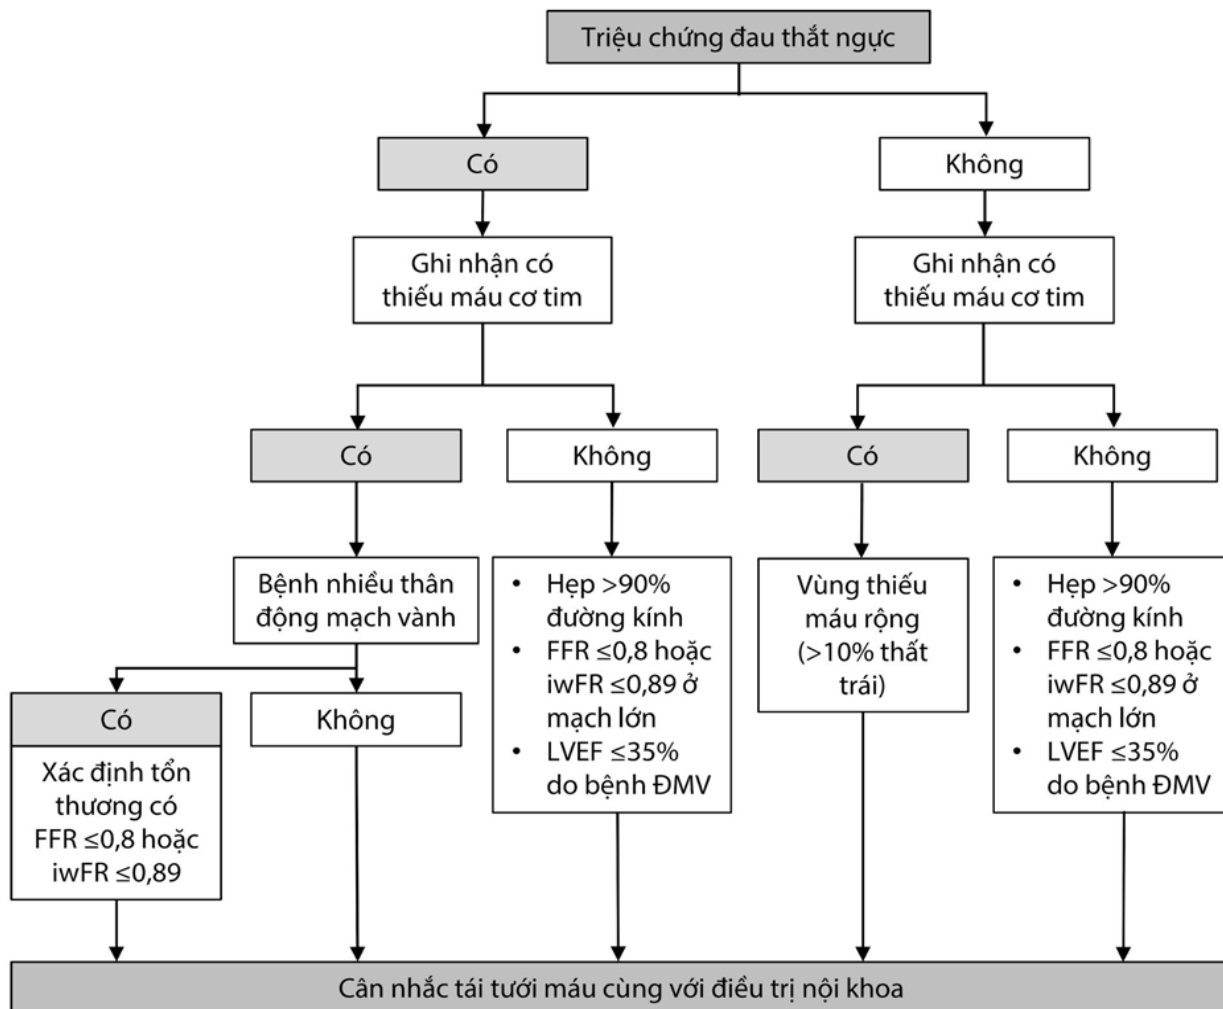 Triệu chứng đau thắt ngực
Có
Không
Ghi nhận có
thiếu máu cơ tim
Ghi nhận có
thiếu máu cơ tim
Có
Không
Có
Không
Bệnh nhiều thân
động mạch vành
• Hẹp >90%
đường kính
• FFR ≤0,8 hoặc
iwFR ≤0,89 ở
mạch lớn
• LVEF ≤35%
do bệnh ĐMV
Vùng thiếu
máu rộng
(>10% thất
trái)
• Hẹp >90%
đường kính
• FFR ≤0,8 hoặc
iwFR ≤0,89 ở
mạch lớn
• LVEF ≤35%
do bệnh ĐMV
Có
Không
Xác định tổn
thương có
FFR ≤0,8 hoặc
iwFR ≤0,89
Cân nhắc tái tưới máu cùng với điều trị nội khoa